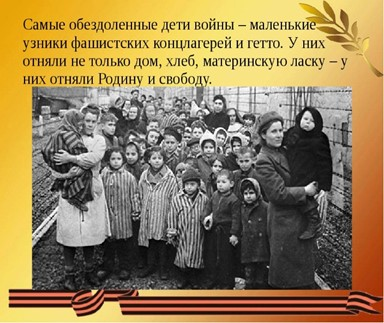 Самые обездоленные дети войны – маленькие
узники фашистских концлагерей и гетто. У них
отняли не только дом, хлеб, материнскую ласку – у
них отняли Родину и свободу.